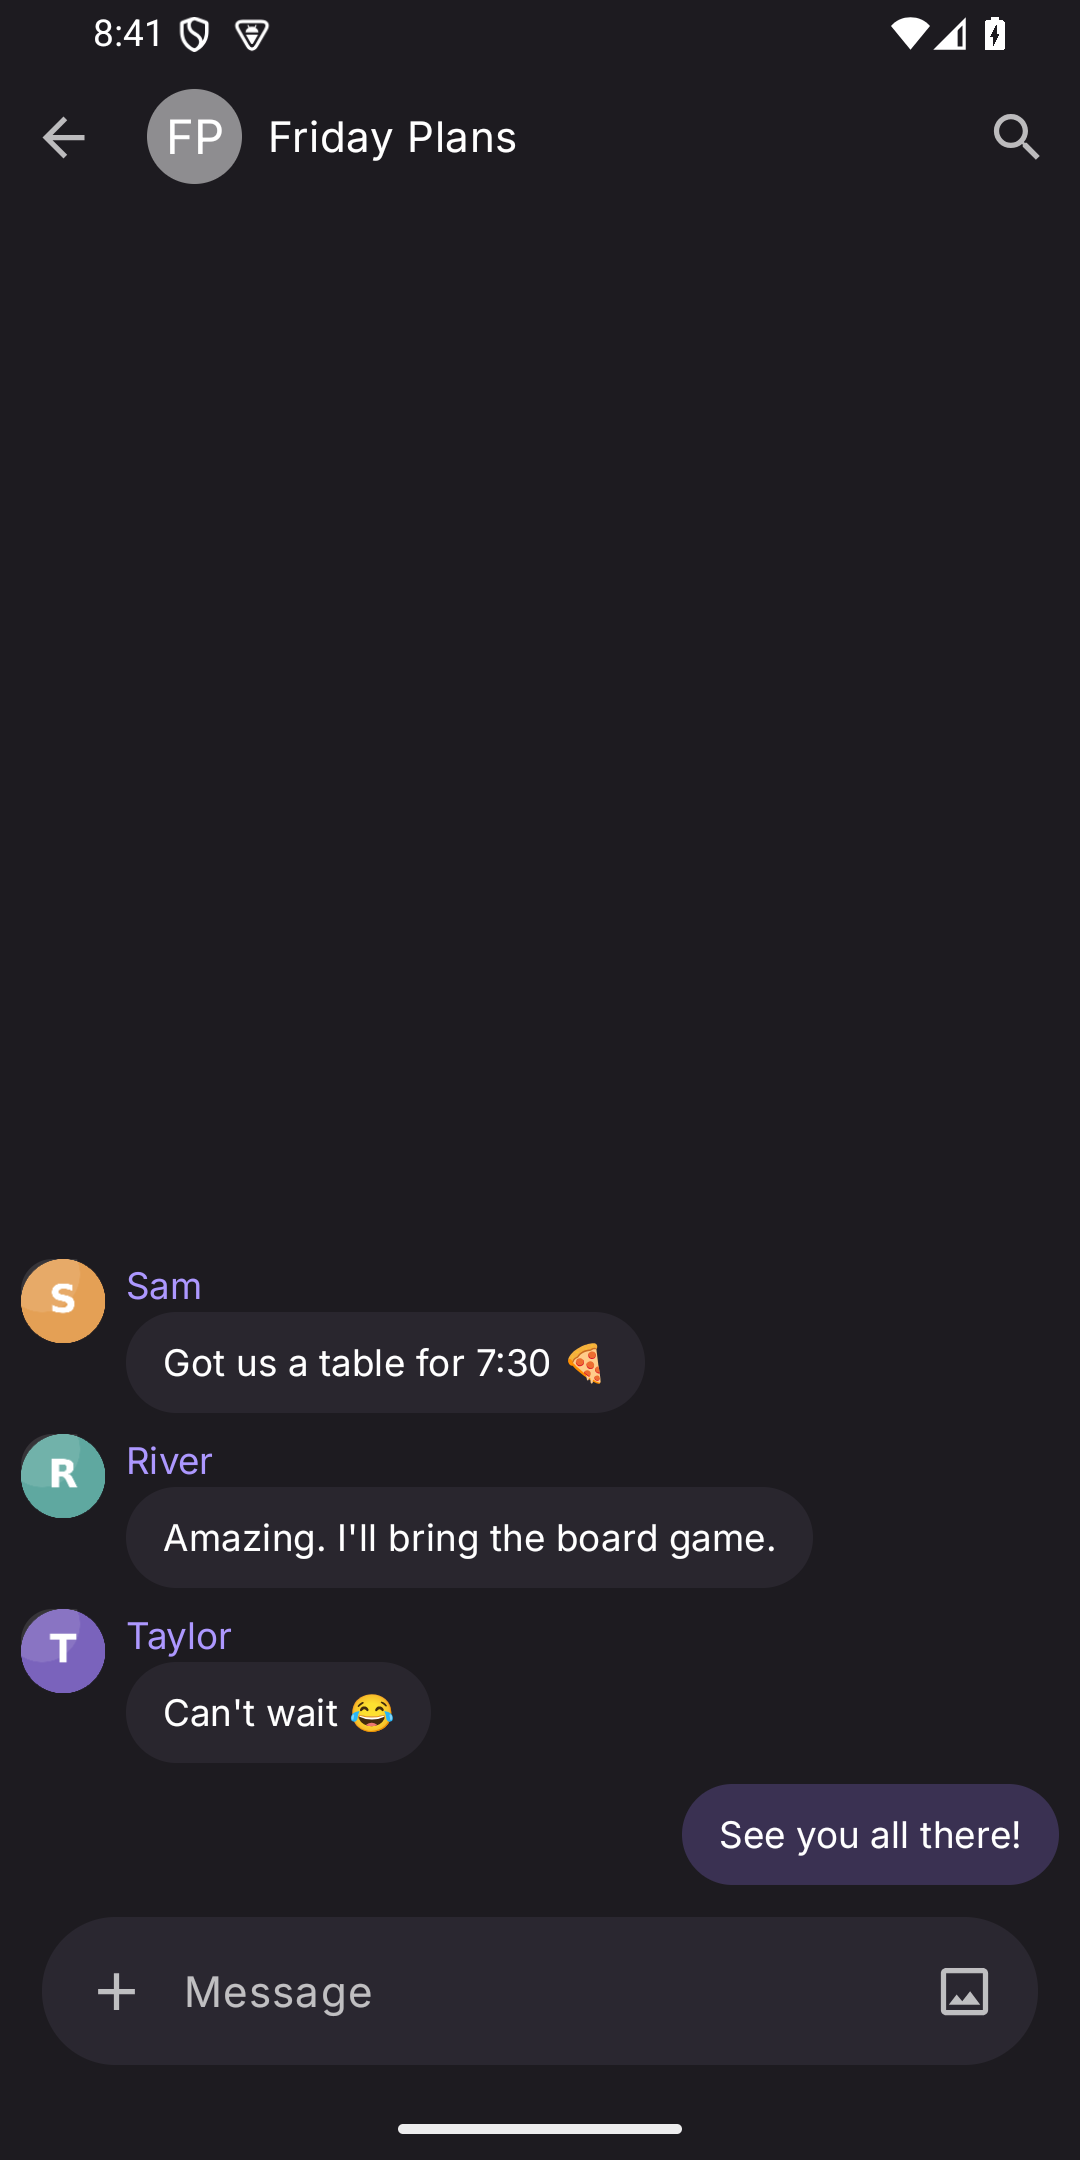 8:41
FP Friday Plans
S Sam
Got us a table for 7:30 🍕
R River
Amazing. I'll bring the board game.
T Taylor
Can't wait 😂
See you all there!
Message